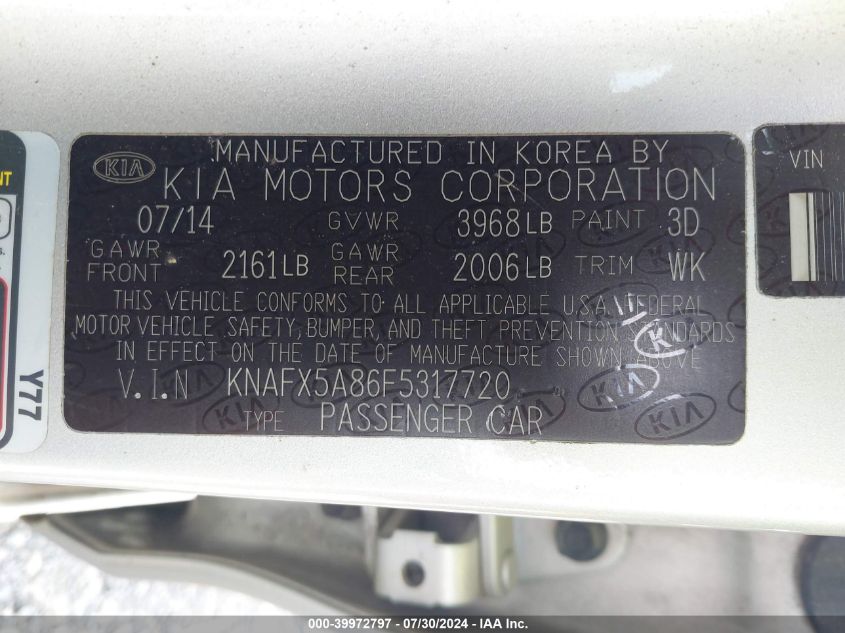 KIA
MANUFACTURED IN KOREA BY
KIA MOTORS CORPORATION
07/14 GVWR 3968LB PAINT 3D
GAWR FRONT 2161LB GAWR REAR 2006LB TRIM WK
THIS VEHICLE CONFORMS TO ALL APPLICABLE U.S.A. FEDERAL
MOTOR VEHICLE, SAFETY, BUMPER, AND THEFT PREVENTION STANDARDS
IN EFFECT ON THE DATE OF MANUFACTURE SHOWN ABOVE
V.I.N KNAFX5A86F5317720
TYPE PASSENGER CAR
VIN
Y77
000-39972797 - 07/30/2024 - IAA Inc.